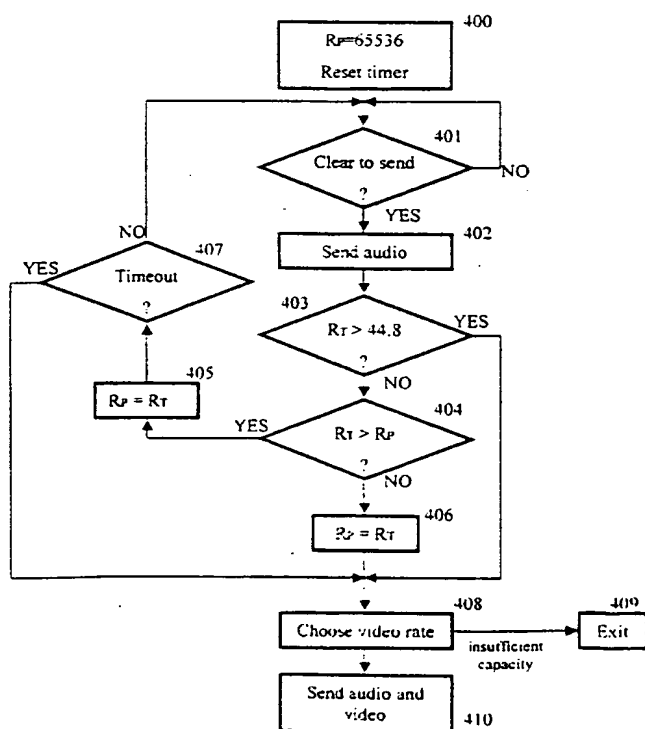 400
RP=65536
Reset timer
401
Clear to send
?
NO
YES
402
Send audio
NO
407
YES
Timeout
?
403
RT > 44.8
YES
?
NO
405
RP = RT
404
YES
RT > RP
?
NO
406
RP = RT
408
Choose video rate
409
Exit
insufficient
capacity
Send audio and
video
410